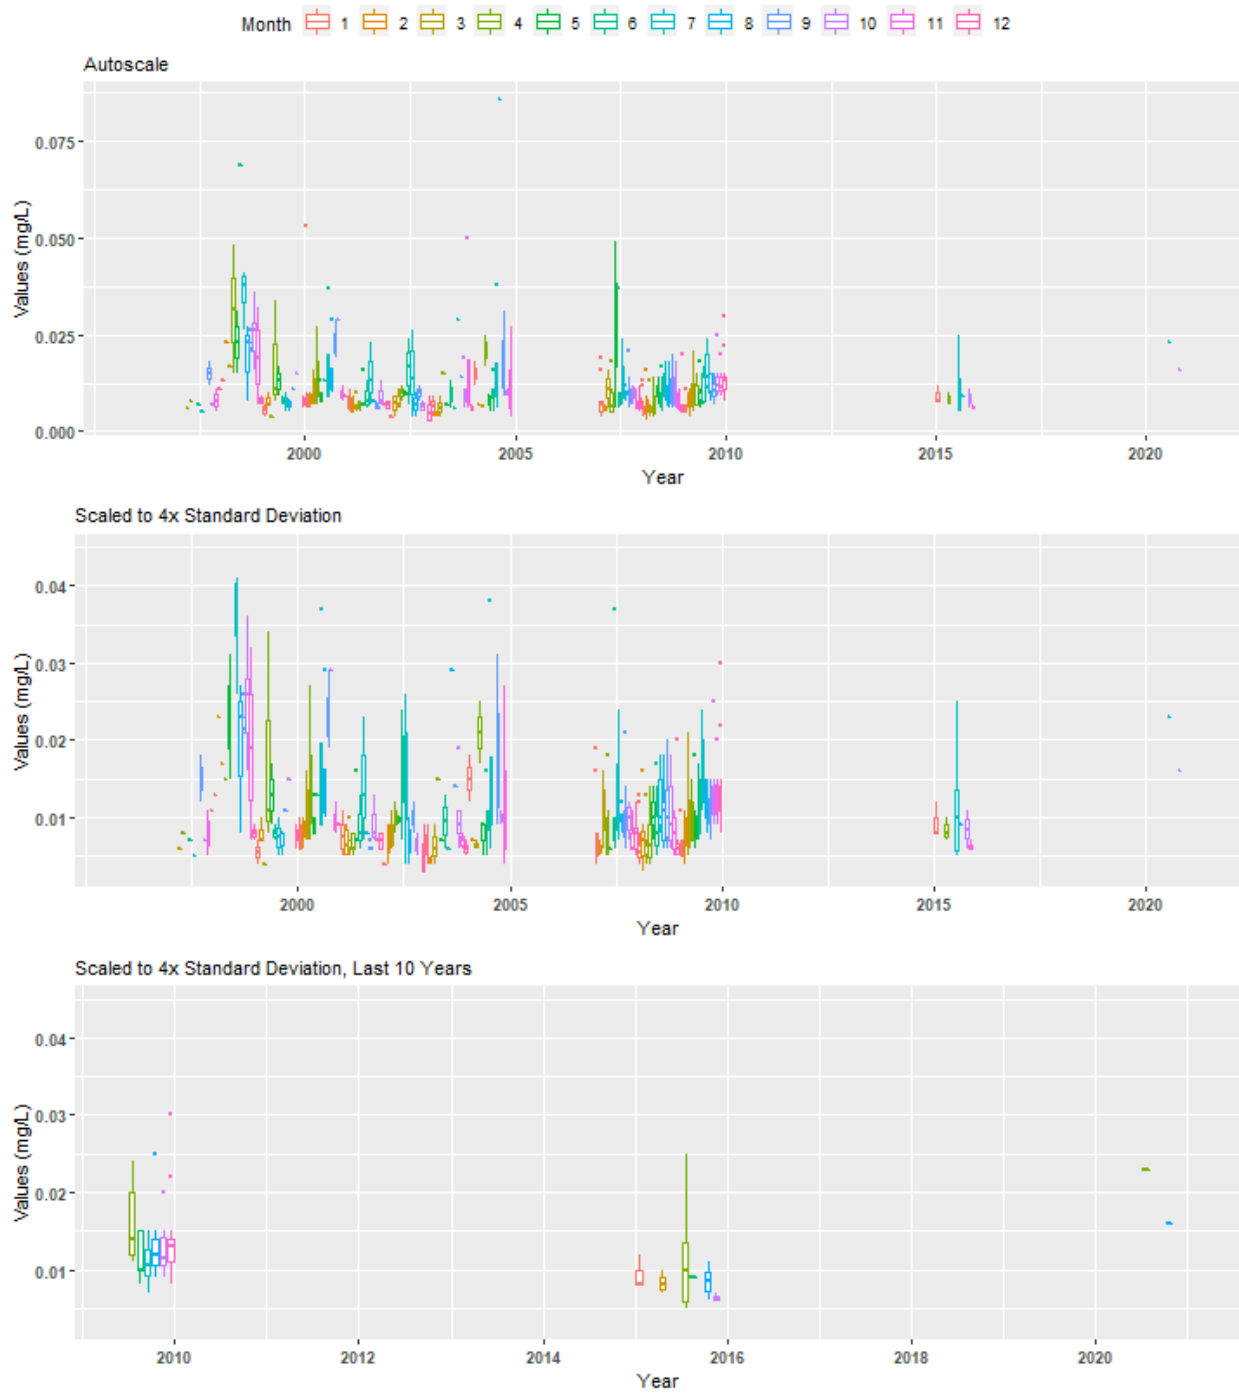 Month 1 2 3 4 5 6 7 8 9 10 11 12
Autoscale
Values (mg/L)
0.075
0.050
0.025
0.000
2000 2005 2010 2015 2020
Year
Scaled to 4x Standard Deviation
Values (mg/L)
0.04
0.03
0.02
0.01
2000 2005 2010 2015 2020
Year
Scaled to 4x Standard Deviation, Last 10 Years
Values (mg/L)
0.04
0.03
0.02
0.01
2010 2012 2014 2016 2018 2020
Year